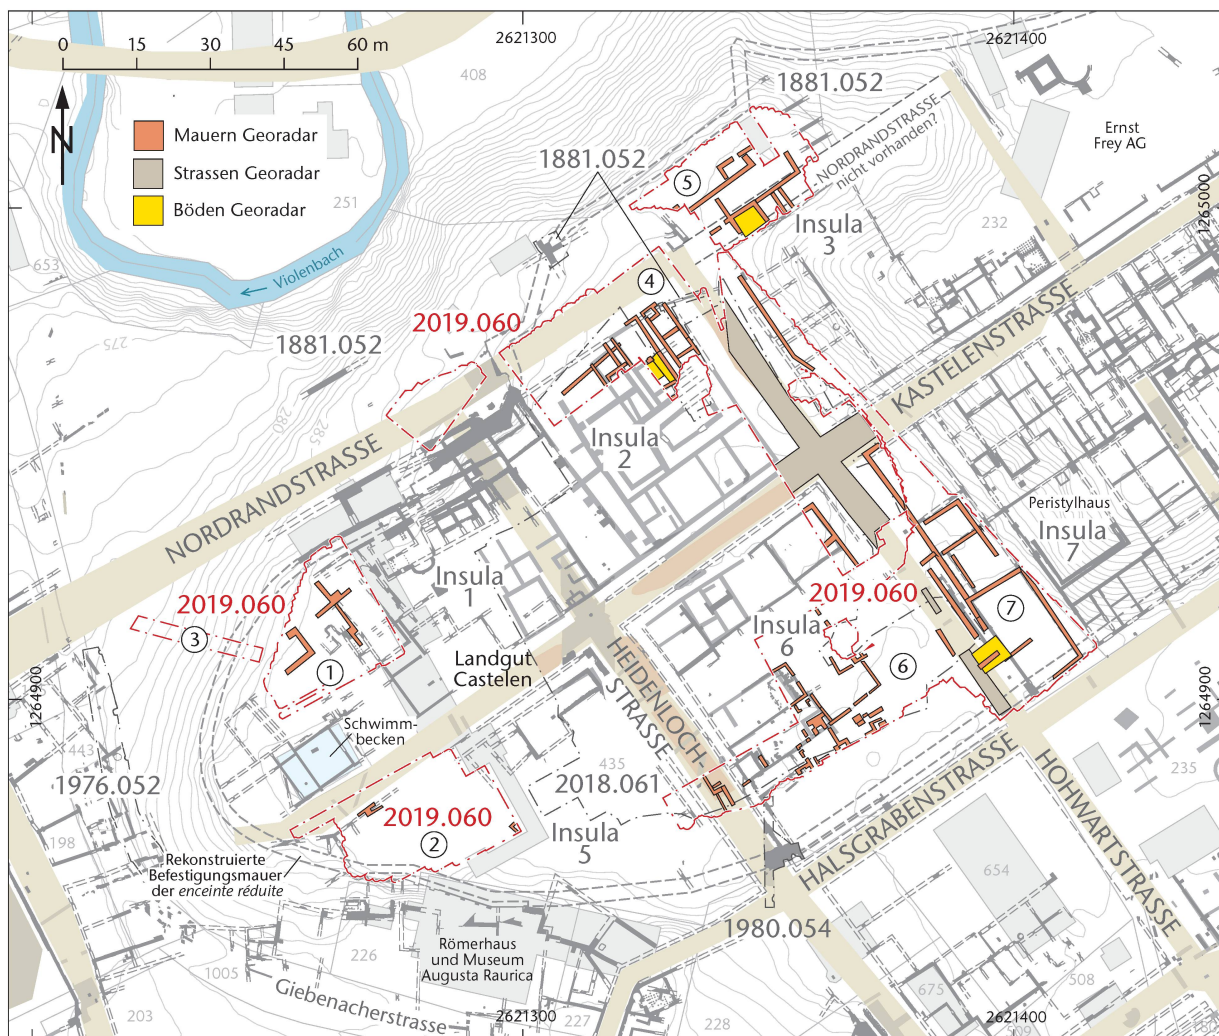 0 15 30 45 60 m
2621300
2621400
408
1881.052
N
Mauern Georadar
Strassen Georadar
Böden Georadar
Ernst
Frey AG
NORDRANDSTRASSE
nicht vorhanden?
1881.052
5
251
1265000
232
Insula
3
653
Violenbach
4
2019.060
KASTELENSTRASSE
275
1881.052
280
285
Insula
2
NORDRANDSTRASSE
Peristylhaus
Insula
7
Insula
1
2019.060
3
2019.060
7
1
Insula
6
6
Landgut
Castelen
HEIDENLOCH-
STRASSE
1264900
1264900
Schwimm-
becken
443
435
235
1976.052
2018.061
HOHWARTSTRASSE
HALSGRABENSTRASSE
2019.060
2
Insula
5
198
Rekonstruierte
Befestigungsmauer
der enceinte réduite
654
1980.054
Römerhaus
und Museum
Augusta Raurica
226
1005
Giebenacherstrasse
508
675
203
2621300
227
228
2621400
509